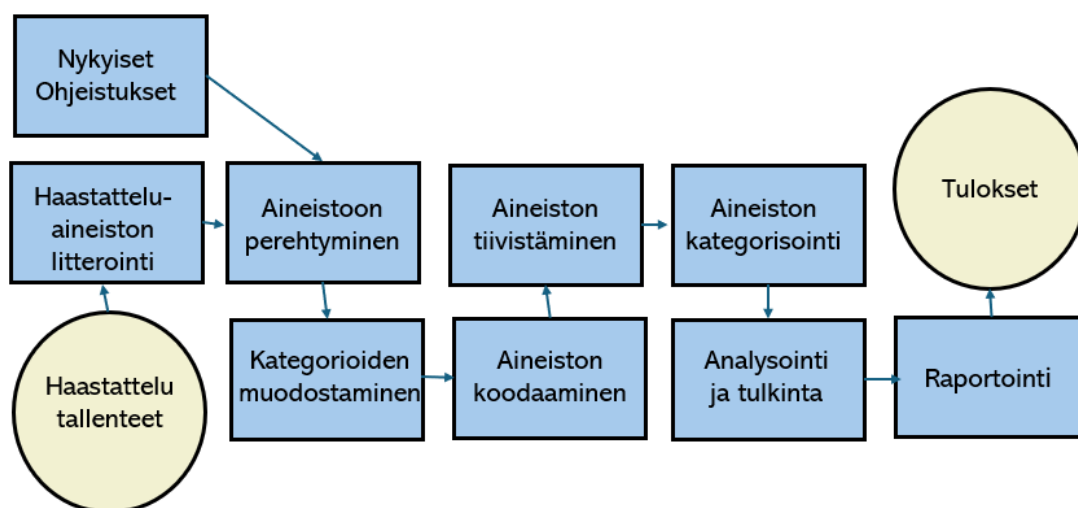 Nykyiset
Ohjeistukset
Haastattelu-
aineiston
litterointi
Haastattelu
tallenteet
Aineistoon
perehtyminen
Kategorioiden
muodostaminen
Aineiston
koodaaminen
Aineiston
tiivistäminen
Aineiston
kategorisointi
Analysointi
ja tulkinta
Raportointi
Tulokset